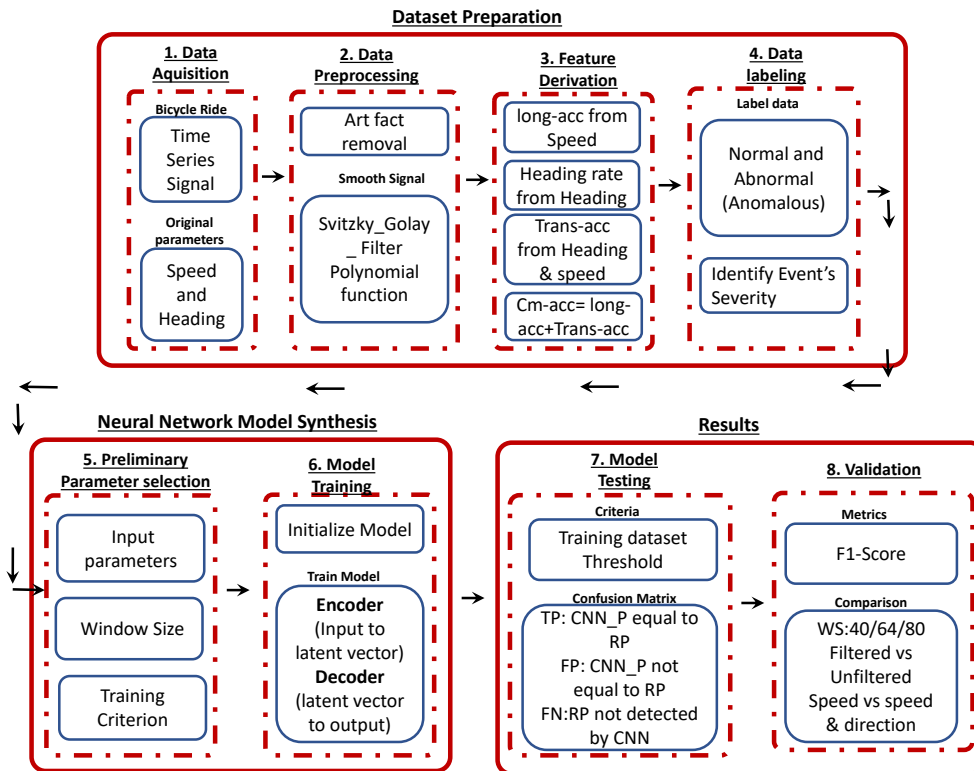 Dataset Preparation
1. Data
Aquisition
Bicycle Ride
Time
Series
Signal
Original
parameters
Speed
and
Heading
2. Data
Preprocessing
Art fact
removal
Smooth Signal
Svitzky_Golay
_ Filter
Polynomial
function
3. Feature
Derivation
long-acc from
Speed
Heading rate
from Heading
Trans-acc
from Heading
& speed
Cm-acc= long-
acc+Trans-acc
4. Data
labeling
Label data
Normal and
Abnormal
(Anomalous)
Identify Event’s
Severity
Neural Network Model Synthesis
5. Preliminary
Parameter selection
Input
parameters
Window Size
Training
Criterion
6. Model
Training
Initialize Model
Train Model
Encoder
(Input to
latent vector)
Decoder
(latent vector
to output)
Results
7. Model
Testing
Criteria
Training dataset
Threshold
Confusion Matrix
TP: CNN_P equal to
RP
FP: CNN_P not
equal to RP
FN:RP not detected
by CNN
8. Validation
Metrics
F1-Score
Comparison
WS:40/64/80
Filtered vs
Unfiltered
Speed vs speed
& direction